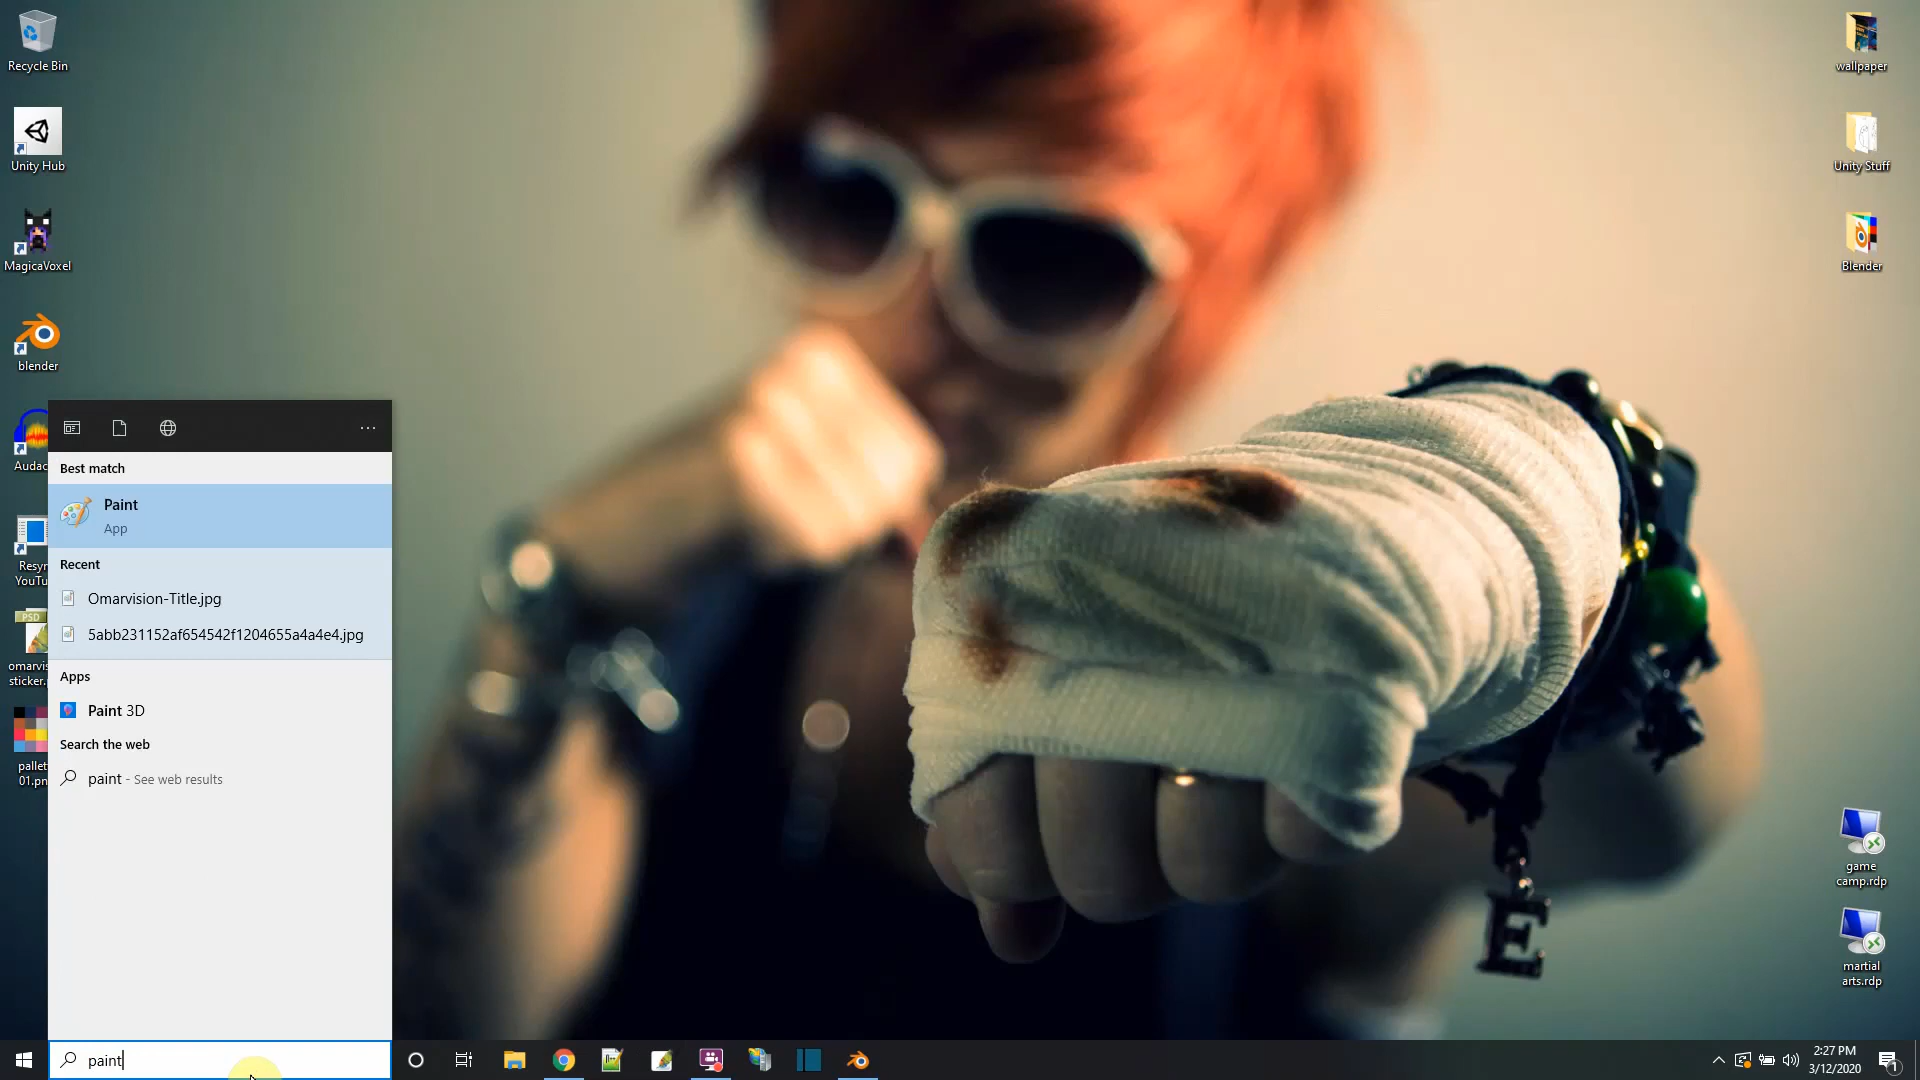 Recycle Bin
Unity Hub
MagicaVoxel
blender
Audac
Resyn
YouTu
PSD
omarvis
sticker.p
pallet
01.pn
Best match
Paint
App
Recent
Omarvision-Title.jpg
5abb231152af654542f1204655a4a4e4.jpg
Apps
Paint 3D
Search the web
paint - See web results
paint
wallpaper
Unity Stuff
Blender
game
camp.rdp
martial
arts.rdp
E
2:27 PM
3/12/2020
1